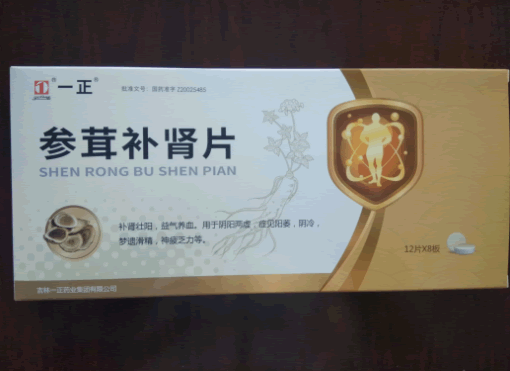 一正®
批准文号：国药准字Z20025485
参茸补肾片
SHEN RONG BU SHEN PIAN
补肾壮阳，益气养血。用于阴阳两虚，症见阳萎，阴冷，
梦遗滑精，神疲乏力等。
12片X8板
吉林一正药业集团有限公司